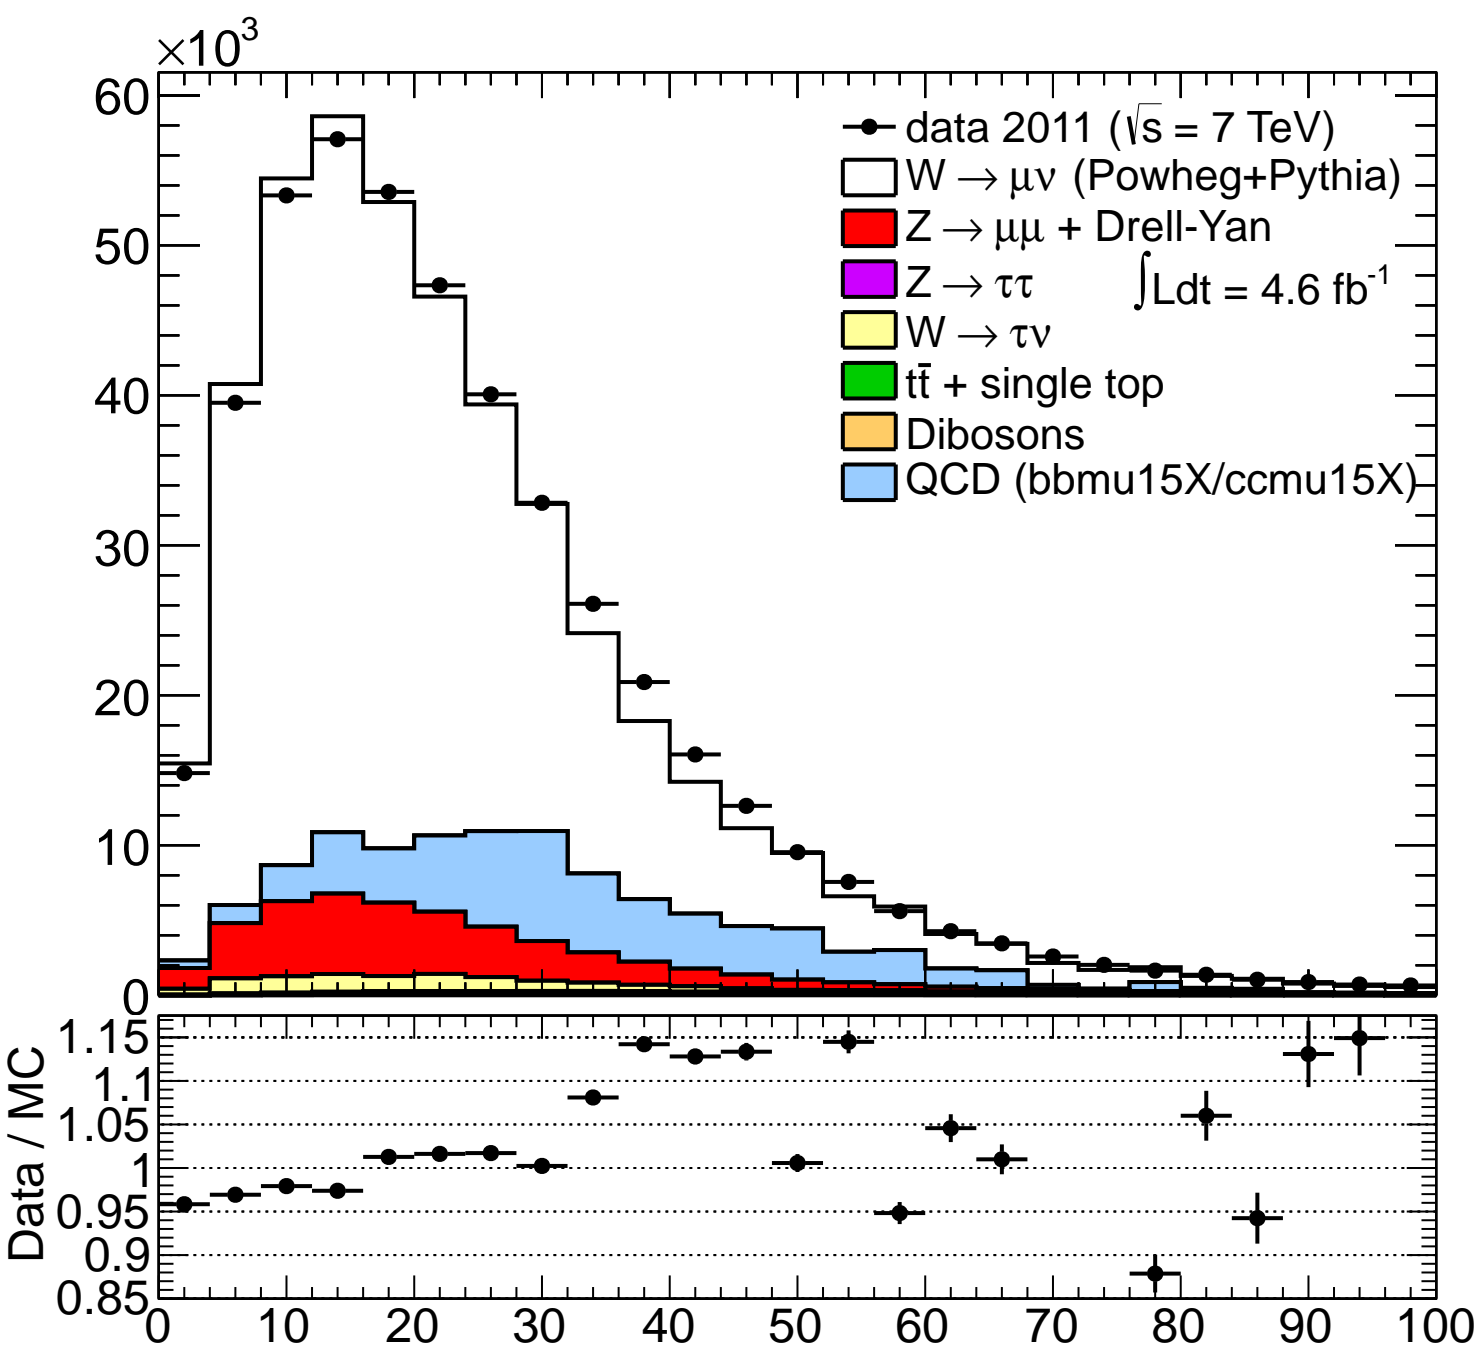 ×10³
60
50
40
30
20
10
0
data 2011 (√s = 7 TeV)
W → μν (Powheg+Pythia)
Z → μμ + Drell-Yan
Z → ττ
∫Ldt = 4.6 fb⁻¹
W → τν
tt̄ + single top
Dibosons
QCD (bbmu15X/ccmu15X)
Data / MC
1.15
1.1
1.05
1
0.95
0.9
0.85
0 10 20 30 40 50 60 70 80 90 100